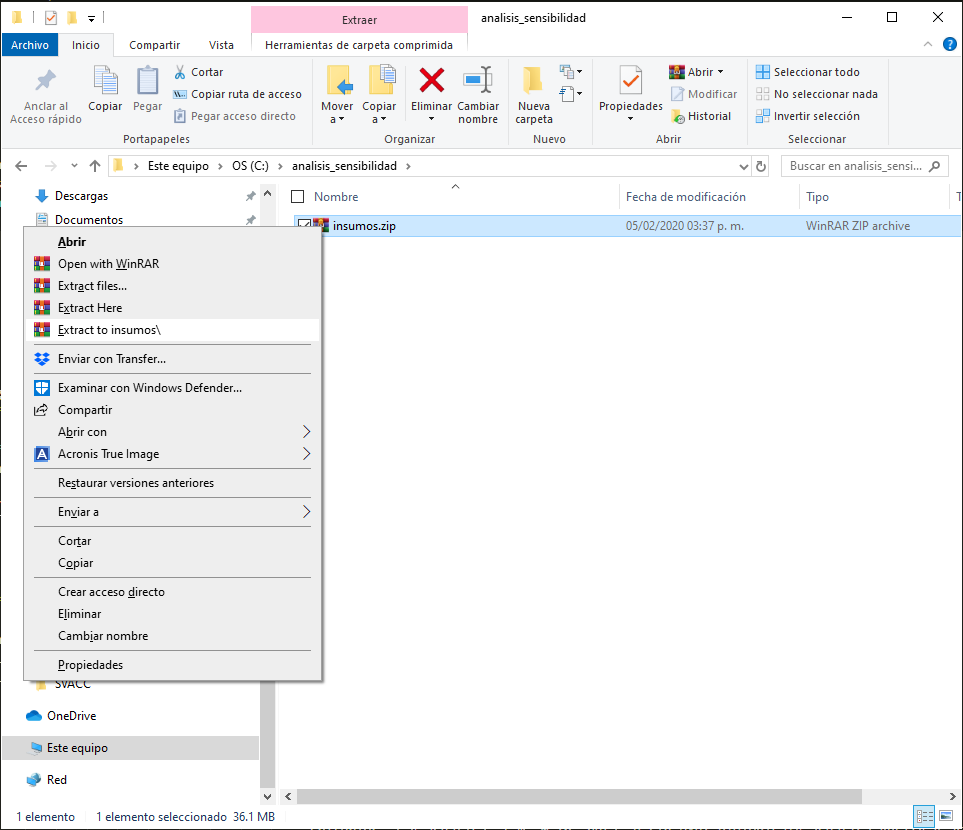 Extraer
analisis_sensibilidad
Archivo
Inicio
Compartir
Vista
Herramientas de carpeta comprimida
Anclar al
Acceso rápido
Copiar
Pegar
Cortar
Copiar ruta de acceso
Pegar acceso directo
Portapapeles
Mover
a
Copiar
a
Eliminar
Cambiar
nombre
Organizar
Nueva
carpeta
Nuevo
Propiedades
Abrir
Modificar
Historial
Abrir
Seleccionar todo
No seleccionar nada
Invertir selección
Seleccionar
Este equipo
OS (C:)
analisis_sensibilidad
Buscar en analisis_sensi...
Descargas
Documentos
Nombre
Fecha de modificación
Tipo
T
insumos.zip
05/02/2020 03:37 p. m.
WinRAR ZIP archive
Abrir
Open with WinRAR
Extract files...
Extract Here
Extract to insumos\
Enviar con Transfer...
Examinar con Windows Defender...
Compartir
Abrir con
Acronis True Image
Restaurar versiones anteriores
Enviar a
Cortar
Copiar
Crear acceso directo
Eliminar
Cambiar nombre
Propiedades
SVACC
OneDrive
Este equipo
Red
1 elemento
1 elemento seleccionado 36.1 MB